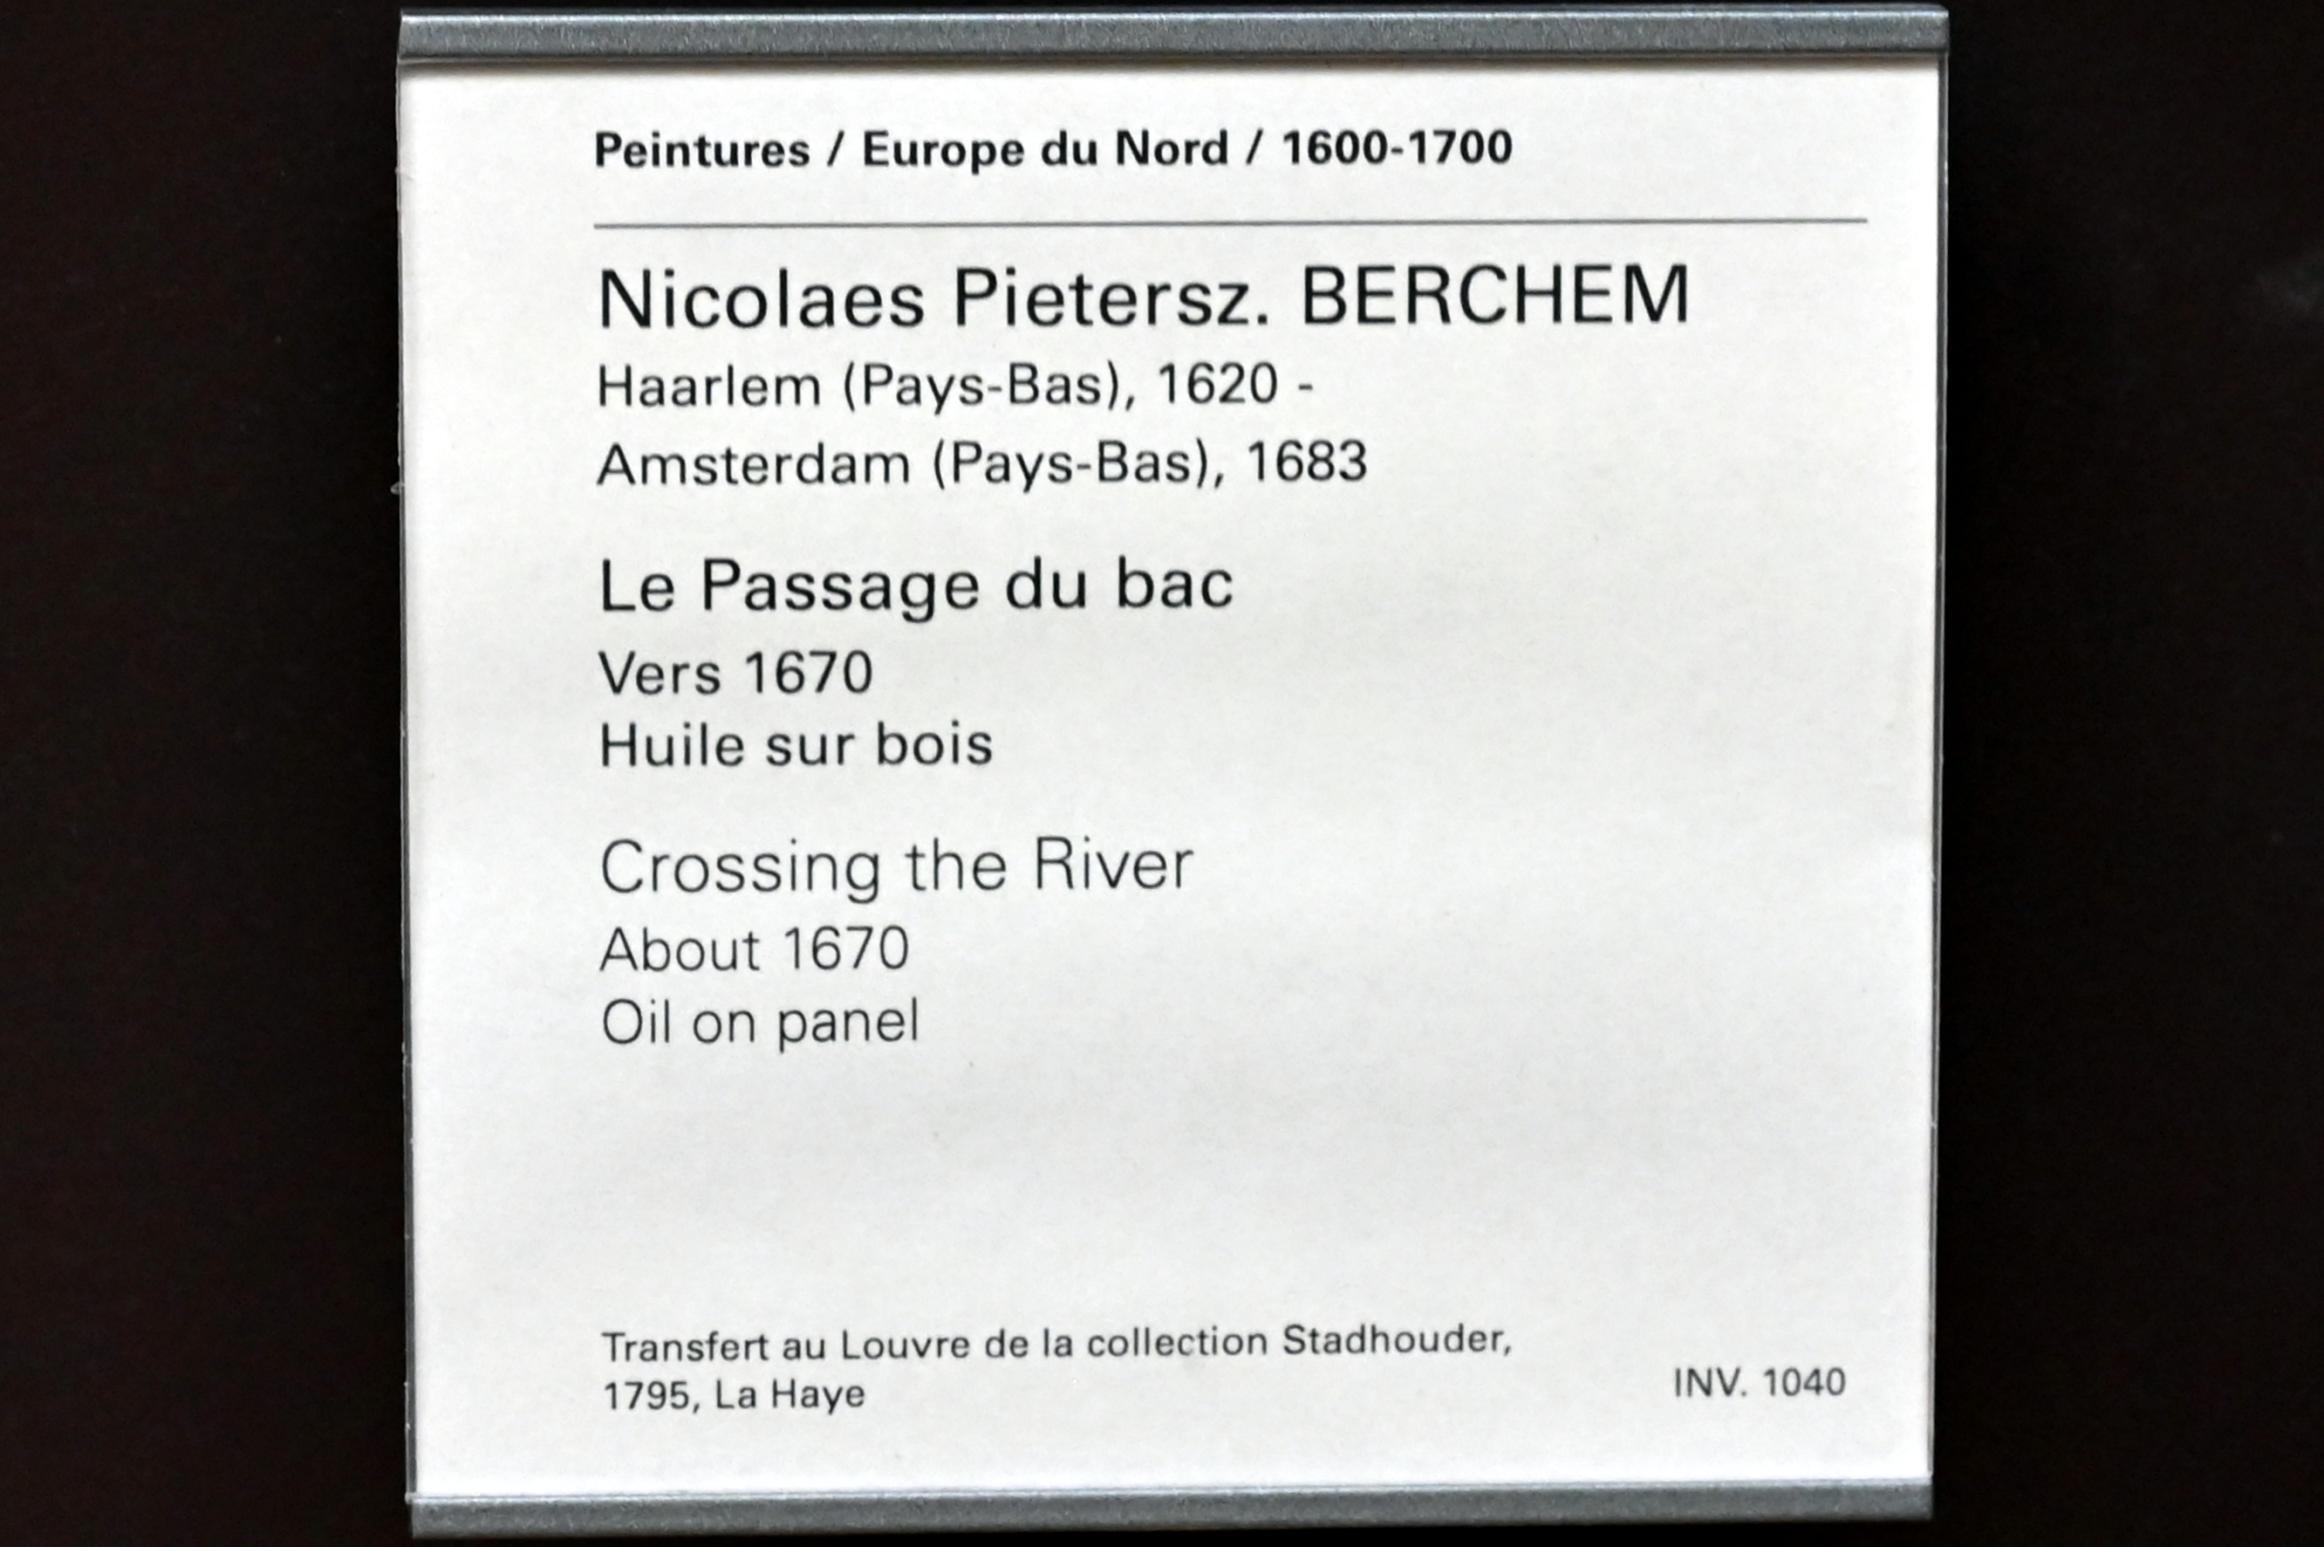 Peintures / Europe du Nord / 1600-1700
Nicolaes Pietersz. BERCHEM
Haarlem (Pays-Bas), 1620 -
Amsterdam (Pays-Bas), 1683
Le Passage du bac
Vers 1670
Huile sur bois
Crossing the River
About 1670
Oil on panel
Transfert au Louvre de la collection Stadhouder,
1795, La Haye
INV. 1040